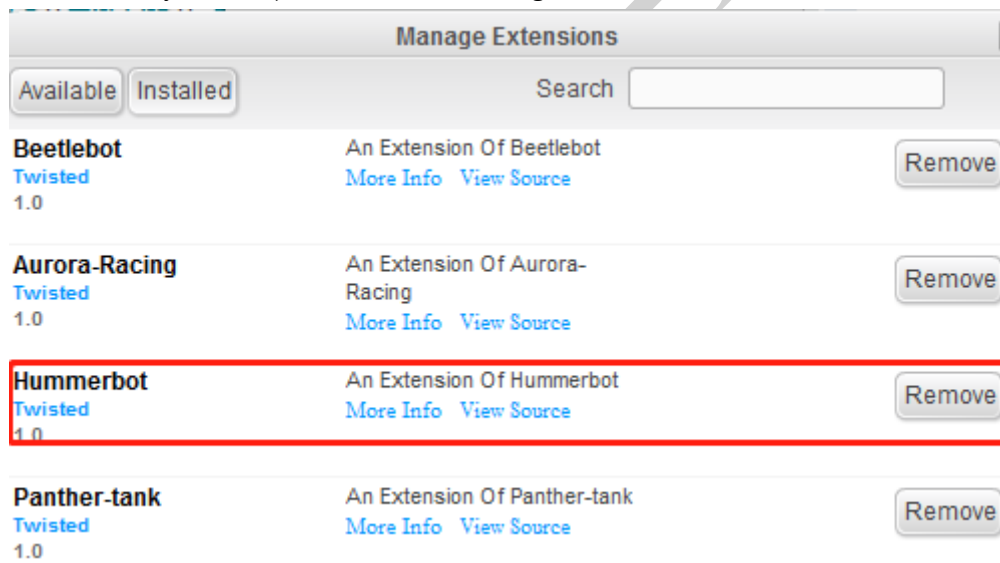 Manage Extensions
Available Installed Search
Beetlebot An Extension Of Beetlebot Remove
Twisted More Info View Source
1.0
Aurora-Racing An Extension Of Aurora-
Twisted Racing Remove
1.0 More Info View Source
Hummerbot An Extension Of Hummerbot Remove
Twisted More Info View Source
1.0
Panther-tank An Extension Of Panther-tank Remove
Twisted More Info View Source
1.0